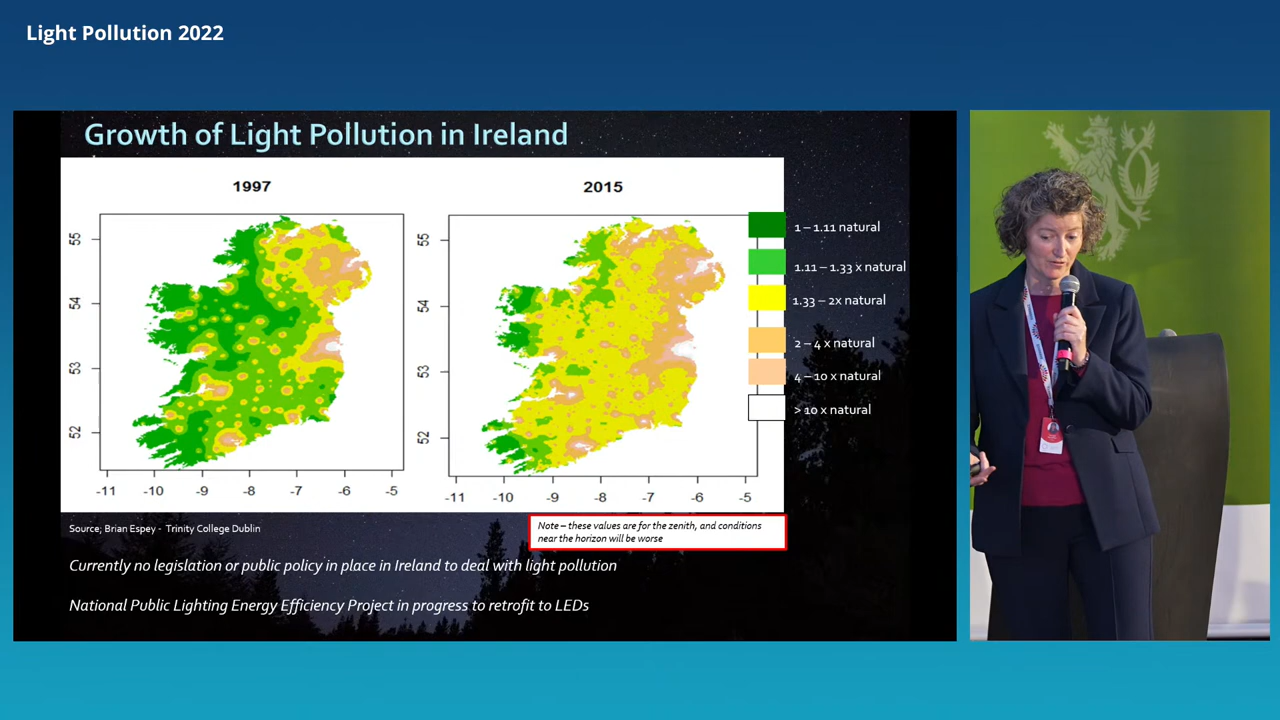 Light Pollution 2022
Growth of Light Pollution in Ireland
1997
2015
55
54
53
52
-11 -10 -9 -8 -7 -6 -5
55
54
53
52
-11 -10 -9 -8 -7 -6 -5
1 – 1.11 natural
1.11 – 1.33 x natural
1.33 – 2x natural
2 – 4 x natural
4 – 10 x natural
> 10 x natural
Source; Brian Espey - Trinity College Dublin
Note – these values are for the zenith, and conditions
near the horizon will be worse
Currently no legislation or public policy in place in Ireland to deal with light pollution
National Public Lighting Energy Efficiency Project in progress to retrofit to LEDs